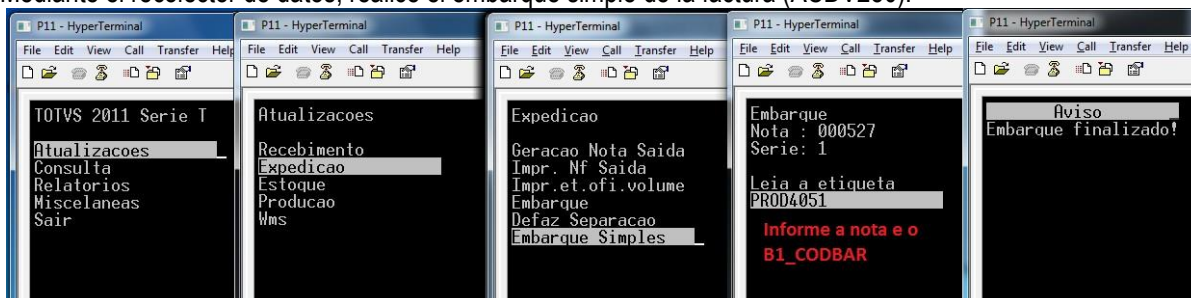 Mediante el recolector de datos, realice el embarque simple de la factura (ACDV200).
P11 - HyperTerminal
File Edit View Call Transfer Help
TOTVS 2011 Serie T
Atualizacoes
Consulta
Relatorios
Miscelaneas
Sair
P11 - HyperTerminal
File Edit View Call Transfer Help
Atualizacoes
Recebimento
Expedicao
Estoque
Producao
Wms
P11 - HyperTerminal
File Edit View Call Transfer Help
Expedicao
Geracao Nota Saida
Impr. Nf Saida
Impr.et.ofi.volume
Embarque
Defaz Separacao
Embarque Simples
P11 - HyperTerminal
File Edit View Call Transfer Help
Embarque
Nota : 000527
Serie: 1
Leia a etiqueta
PROD4051
Informe a nota e o
B1_CODBAR
P11 - HyperTerminal
File Edit View Call Transfer Help
Aviso
Embarque finalizado!